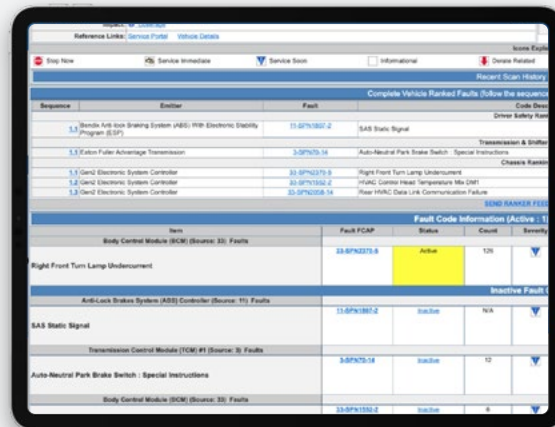 Impact: Coverage
Reference Links: Service Portal Vehicle Details
Icons Expl
Stop Now Service Immediate Service Soon Informational Derate Related
Recent Scan History
Complete Vehicle Ranked Faults (follow the sequence
Sequence Emitter Fault Code Desc
Driver Safety Rank
1.1 Bendix Anti-lock Braking System (ABS) With Electronic Stability Program (ESP) 11-SPN1807-2 SAS Static Signal
Transmission & Shifter
1.1 Eaton Fuller Advantage Transmission 3-SPN70-14 Auto-Neutral Park Brake Switch : Special Instructions
Chassis Ranking
1.1 Gen2 Electronic System Controller 33-SPN2370-5 Right Front Turn Lamp Undercurrent
1.2 Gen2 Electronic System Controller 33-SPN1552-2 HVAC Control Head Temperature Mix DM1
1.3 Gen2 Electronic System Controller Rear HVAC Data Link Communication Failure
SEND RANKER FEED
Fault Code Information (Active : 1)
Item Fault FCAP Status Count Severity
Body Control Module (BCM) (Source: 33) Faults
33-SPN2370-5 Active 126
Right Front Turn Lamp Undercurrent
Inactive Fault C
Anti-Lock Brakes System (ABS) Controller (Source: 11) Faults
11-SPN1807-2 Inactive N/A
SAS Static Signal
Transmission Control Module (TCM) #1 (Source: 3) Faults
3-SPN70-14 Inactive 12
Auto-Neutral Park Brake Switch : Special Instructions
Body Control Module (BCM) (Source: 33) Faults
33-SPN1552-2 Inactive 6